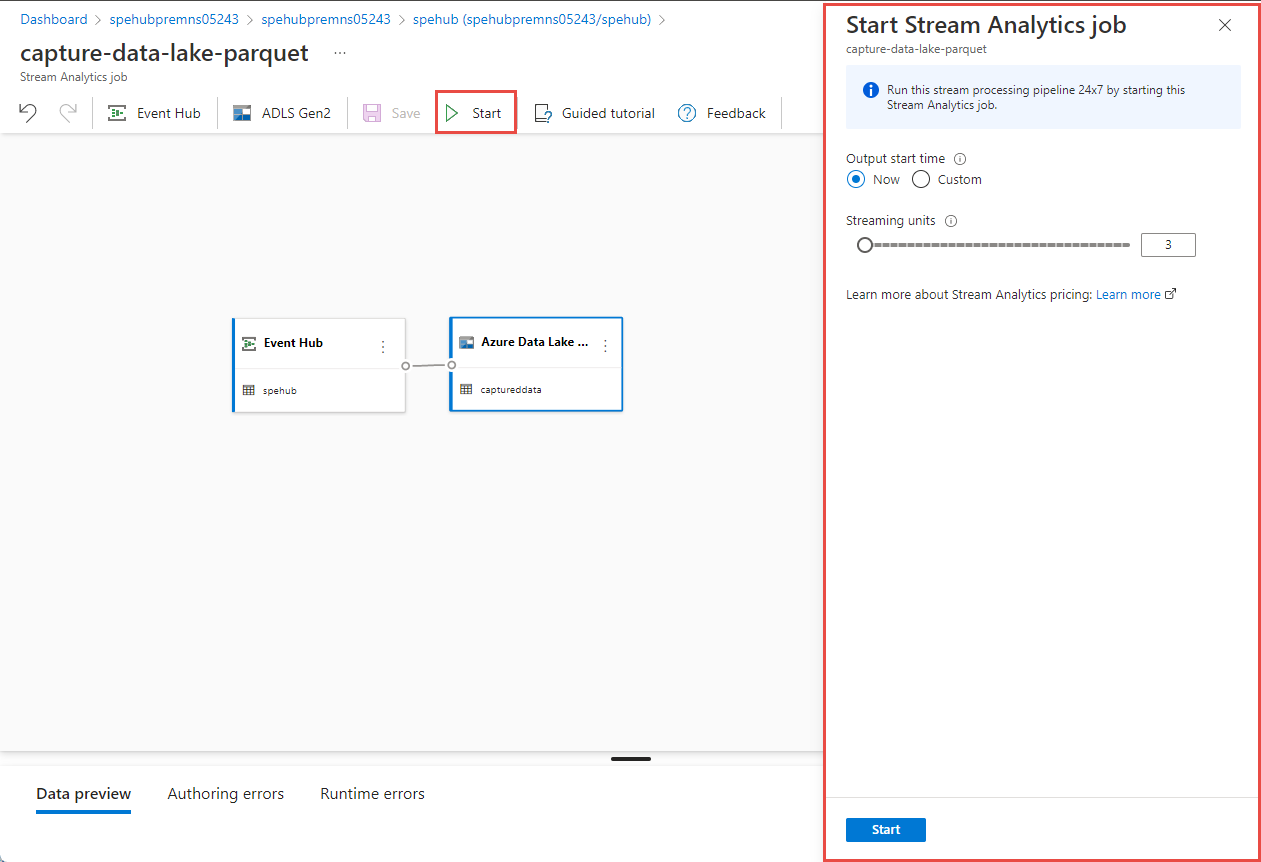 Dashboard > spehubpremns05243 > spehubpremns05243 > spehub (spehubpremns05243/spehub) >
capture-data-lake-parquet ...
Stream Analytics job
Event Hub
ADLS Gen2
Save
Start
Guided tutorial
Feedback
Event Hub
spehub
Azure Data Lake ...
captureddata
Data preview
Authoring errors
Runtime errors
Start Stream Analytics job
capture-data-lake-parquet
Run this stream processing pipeline 24x7 by starting this
Stream Analytics job.
Output start time
Now
Custom
Streaming units
3
Learn more about Stream Analytics pricing: Learn more
Start